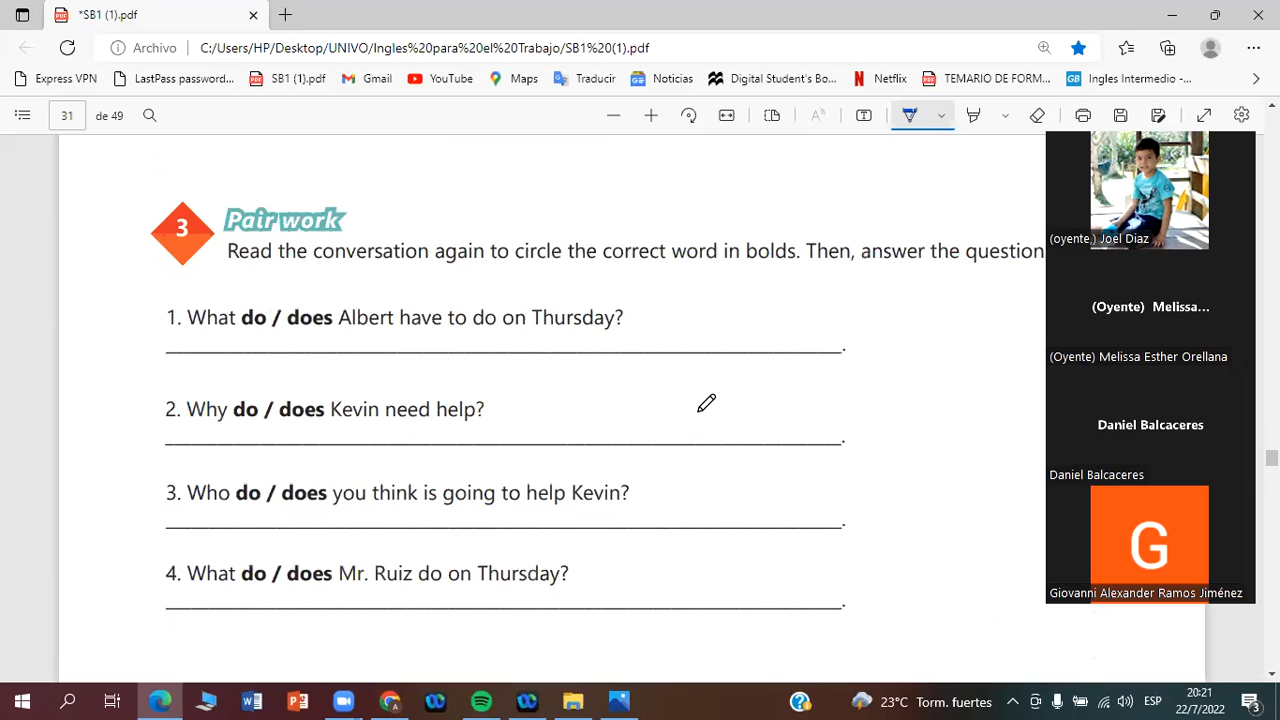 *SB1 (1).pdf
Archivo
C:/Users/HP/Desktop/UNIVO/Ingles%20para%20el%20Trabajo/SB1%20(1).pdf
Express VPN
LastPass password...
SB1 (1).pdf
Gmail
YouTube
Maps
Traducir
Noticias
Digital Student's Bo...
Netflix
TEMARIO DE FORM...
Ingles Intermedio -...
31
de 49
3
Pair work
Read the conversation again to circle the correct word in bolds. Then, answer the question
1. What do / does Albert have to do on Thursday?
2. Why do / does Kevin need help?
3. Who do / does you think is going to help Kevin?
4. What do / does Mr. Ruiz do on Thursday?
(oyente,) Joel Diaz
(Oyente) Melissa...
(Oyente) Melissa Esther Orellana
Daniel Balcaceres
Daniel Balcaceres
G
Giovanni Alexander Ramos Jiménez
23°C Torm. fuertes
ESP
20:21
22/7/2022
3